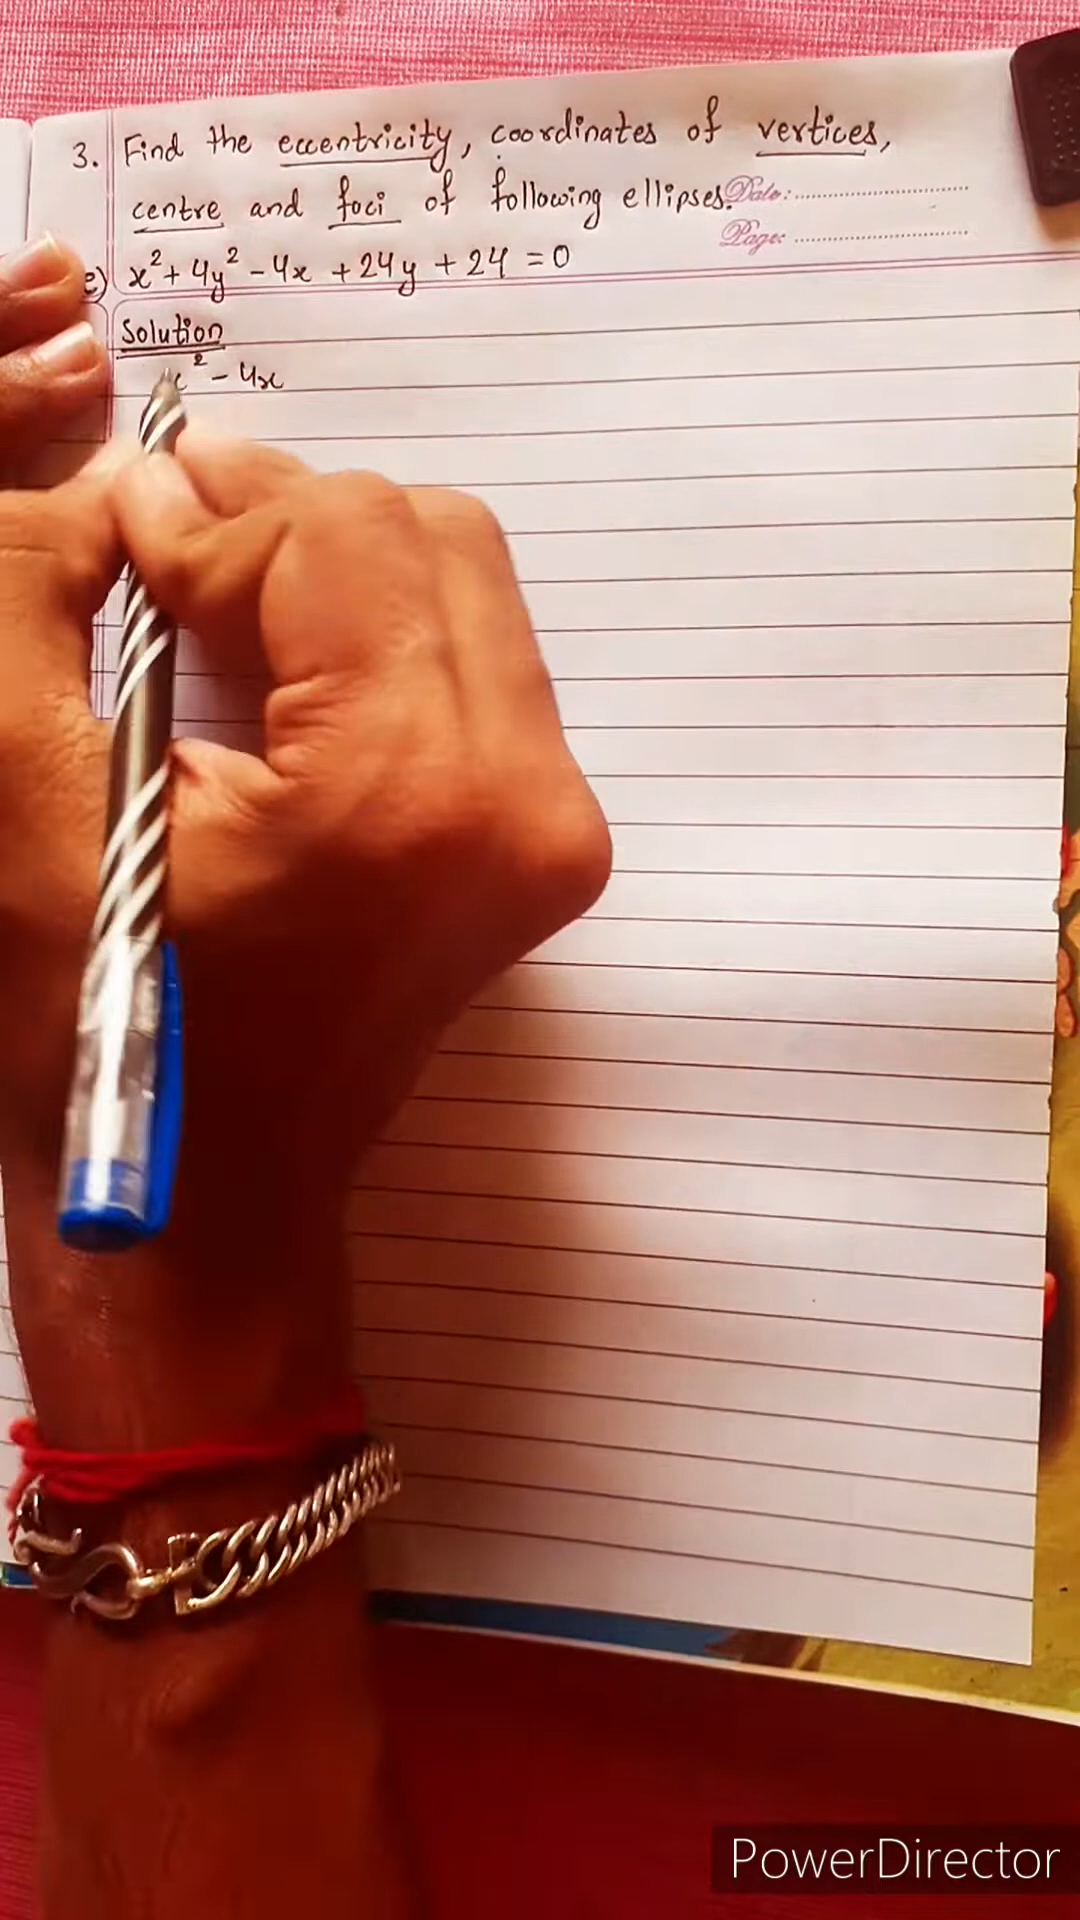 3. Find the eccentricity, coordinates of vertices,
centre and foci of following ellipses. Date:
Page:
e) x² + 4y² - 4x + 24y + 24 = 0
Solution
x² - 4x
PowerDirector